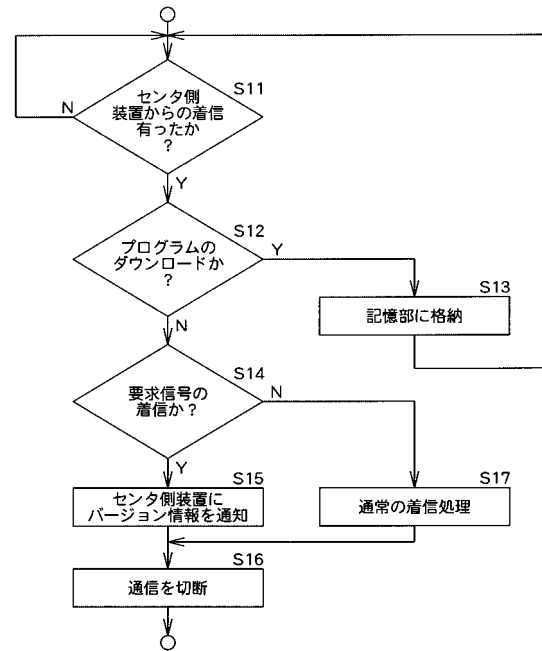 S11
センタ側
装置からの着信
有ったか
?
N
Y
S12
プログラムの
ダウンロードか
?
Y
N
S13
記憶部に格納
S14
要求信号の
着信か?
N
Y
S15
センタ側装置に
バージョン情報を通知
S17
通常の着信処理
S16
通信を切断